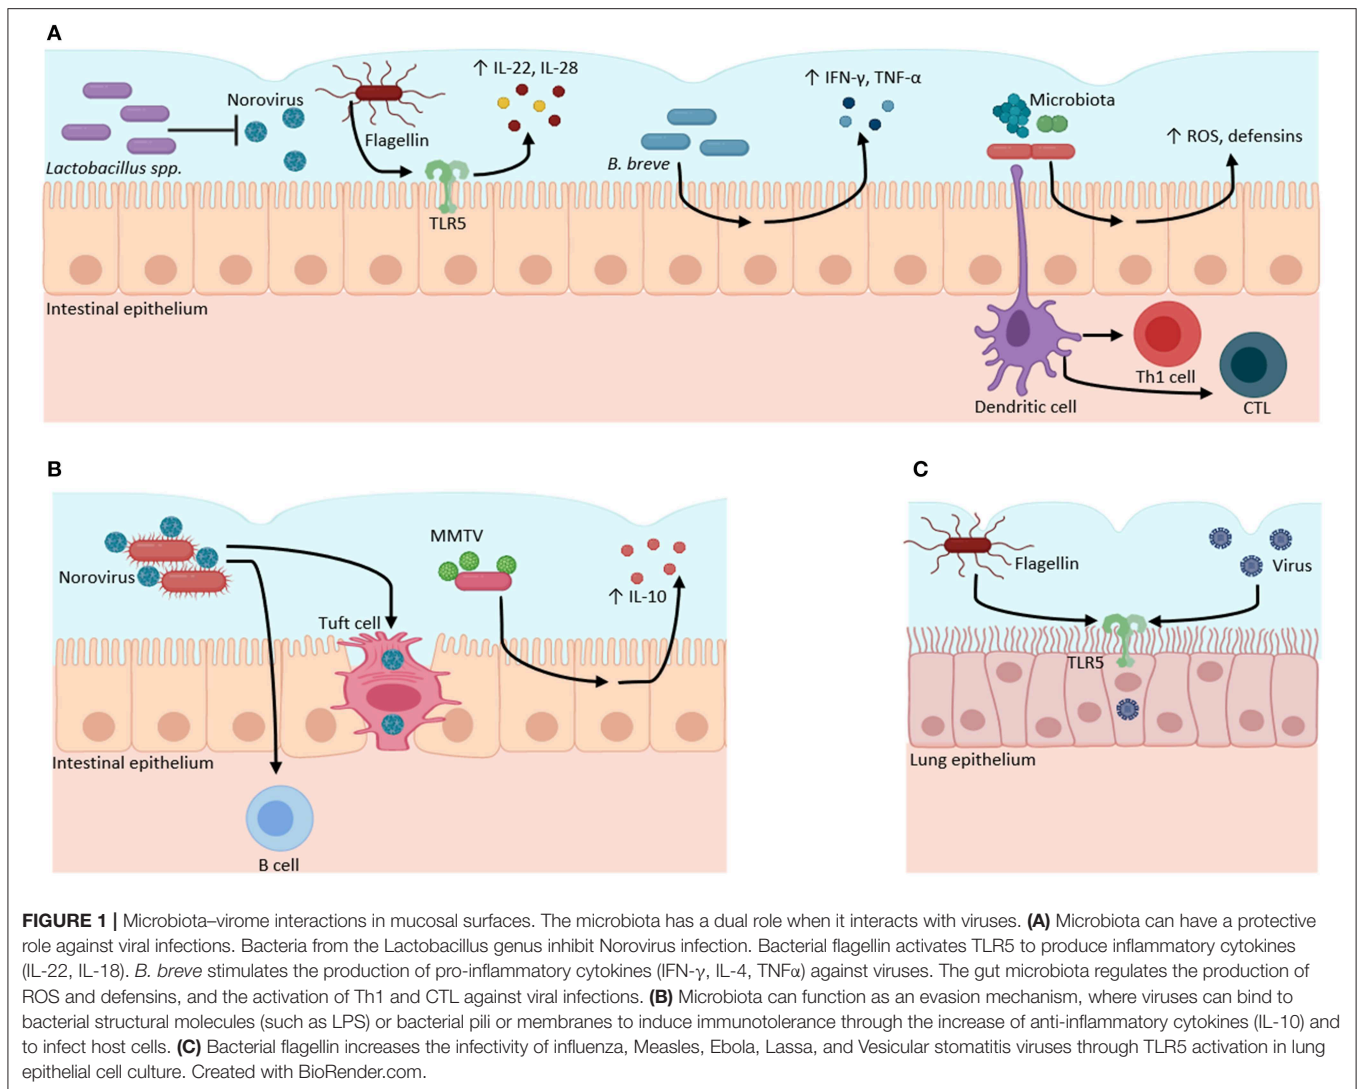 A
↑ IL-22, IL-28
↑ IFN-γ, TNF-α
Norovirus
Microbiota
Flagellin
↑ ROS, defensins
Lactobacillus spp.
B. breve
TLR5
Intestinal epithelium
Th1 cell
Dendritic cell
CTL
B
MMTV
Norovirus
↑ IL-10
Tuft cell
Intestinal epithelium
B cell
C
Flagellin
Virus
TLR5
Lung epithelium
FIGURE 1 | Microbiota–virome interactions in mucosal surfaces. The microbiota has a dual role when it interacts with viruses. (A) Microbiota can have a protective
role against viral infections. Bacteria from the Lactobacillus genus inhibit Norovirus infection. Bacterial flagellin activates TLR5 to produce inflammatory cytokines
(IL-22, IL-18). B. breve stimulates the production of pro-inflammatory cytokines (IFN-γ, IL-4, TNFα) against viruses. The gut microbiota regulates the production of
ROS and defensins, and the activation of Th1 and CTL against viral infections. (B) Microbiota can function as an evasion mechanism, where viruses can bind to
bacterial structural molecules (such as LPS) or bacterial pili or membranes to induce immunotolerance through the increase of anti-inflammatory cytokines (IL-10) and
to infect host cells. (C) Bacterial flagellin increases the infectivity of influenza, Measles, Ebola, Lassa, and Vesicular stomatitis viruses through TLR5 activation in lung
epithelial cell culture. Created with BioRender.com.